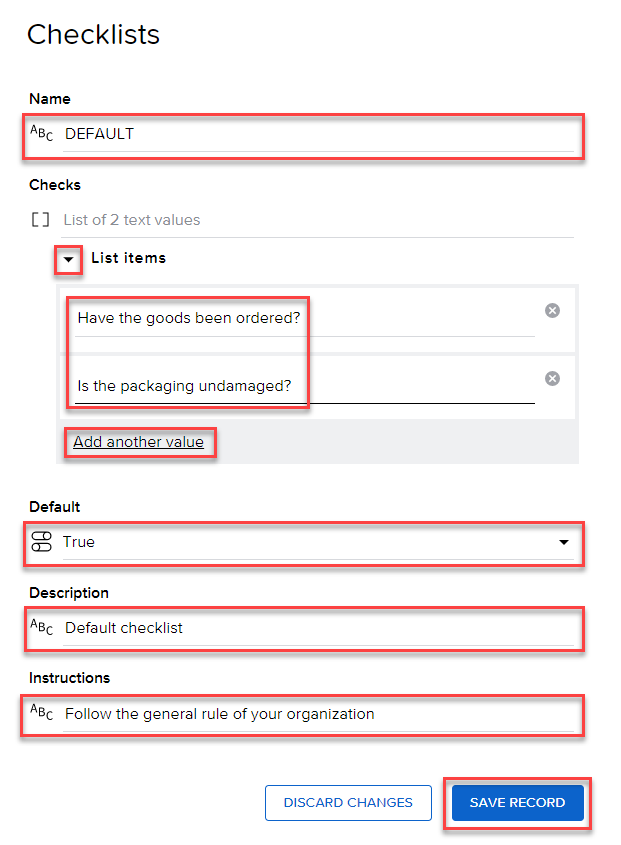 Checklists
Name
ABC DEFAULT
Checks
[ ] List of 2 text values
List items
Have the goods been ordered?
Is the packaging undamaged?
Add another value
Default
True
Description
ABC Default checklist
Instructions
ABC Follow the general rule of your organization
DISCARD CHANGES SAVE RECORD